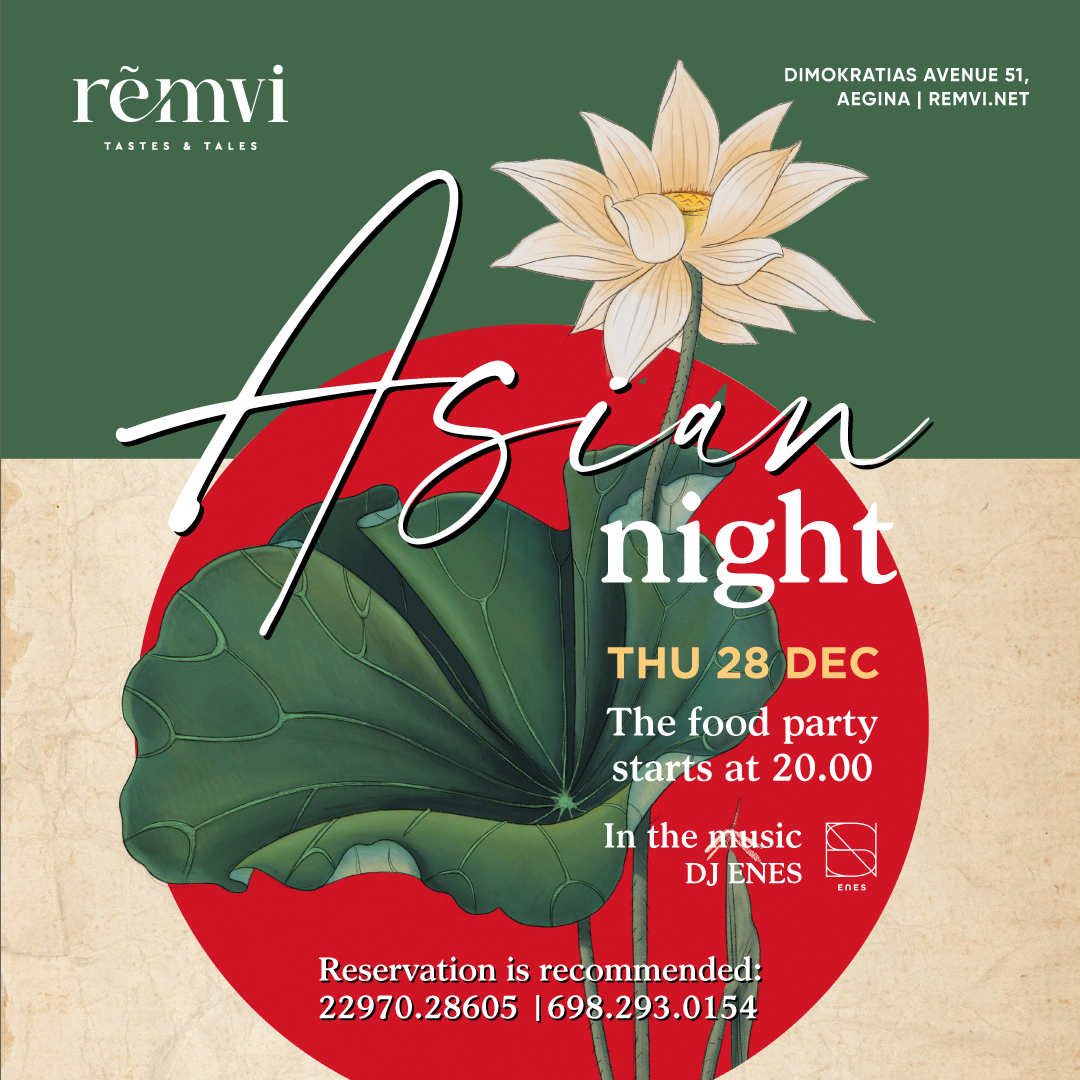 rẽmvi
TASTES & TALES
DIMOKRATIAS AVENUE 51,
AEGINA | REMVI.NET
Asian
night
THU 28 DEC
The food party
starts at 20.00
In the music
DJ ENES
ENES
Reservation is recommended:
22970.28605 |698.293.0154